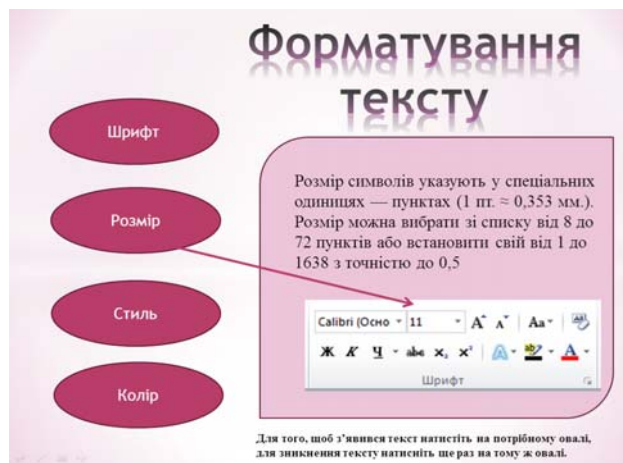 Форматування
тексту
Шрифт
Розмір
Стиль
Колір
Розмір символів указують у спеціальних
одиницях — пунктах (1 пт. ≈ 0,353 мм.).
Розмір можна вибрати зі списку від 8 до
72 пунктів або встановити свій від 1 до
1638 з точністю до 0,5
Calibri (Осно 11 А А Аа
Ж К Ч abc x₂ x² A ab A
Шрифт
Для того, щоб з’явився текст натистіть на потрібному овалі,
для зникнення тексту натисніть ще раз на тому ж овалі.